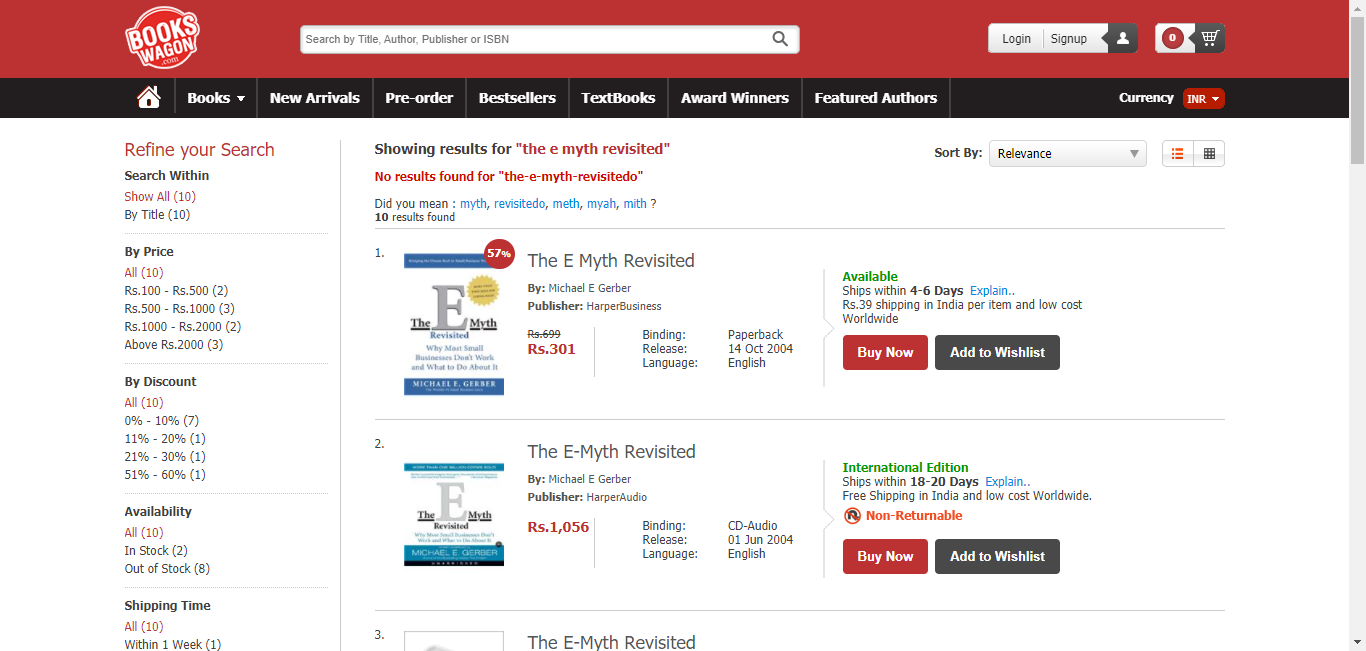 BOOKS
WAGON
.com
Search by Title, Author, Publisher or ISBN
Login Signup
0
Books New Arrivals Pre-order Bestsellers TextBooks Award Winners Featured Authors
Currency INR
Refine your Search
Search Within
Show All (10)
By Title (10)
By Price
All (10)
Rs.100 - Rs.500 (2)
Rs.500 - Rs.1000 (3)
Rs.1000 - Rs.2000 (2)
Above Rs.2000 (3)
By Discount
All (10)
0% - 10% (7)
11% - 20% (1)
21% - 30% (1)
51% - 60% (1)
Availability
All (10)
In Stock (2)
Out of Stock (8)
Shipping Time
All (10)
Within 1 Week (1)
Showing results for "the e myth revisited"
Sort By: Relevance
No results found for "the-e-myth-revisitedo"
Did you mean : myth, revisitedo, meth, myah, mith ?
10 results found
1.
57%
The E Myth
Revisited
Why Most Small
Businesses Don't Work
and What to Do About It
MICHAEL E. GERBER
The E Myth Revisited
By: Michael E Gerber
Publisher: HarperBusiness
Rs.699
Rs.301
Binding: Paperback
Release: 14 Oct 2004
Language: English
Available
Ships within 4-6 Days Explain..
Rs.39 shipping in India per item and low cost
Worldwide
Buy Now Add to Wishlist
2.
The E Myth
Revisited
Why Most Small Businesses Don't
Work and What to Do About It
MICHAEL E. GERBER
UNABRIDGED
The E-Myth Revisited
By: Michael E Gerber
Publisher: HarperAudio
Rs.1,056
Binding: CD-Audio
Release: 01 Jun 2004
Language: English
International Edition
Ships within 18-20 Days Explain..
Free Shipping in India and low cost Worldwide.
Non-Returnable
Buy Now Add to Wishlist
3.
The E-Myth Revisited